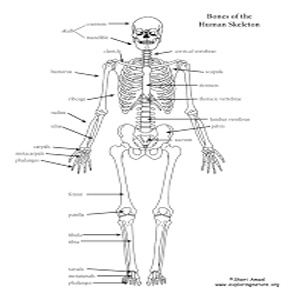 Bones of the
Human Skeleton
cranium
skull
mandible
clavicle
cervical vertebrae
humerus
scapula
sternum
ribcage
thoracic vertebrae
radius
lumbar vertebrae
ulna
pelvis
carpals
sacrum
metacarpals
phalanges
femur
patella
fibula
tibia
tarsals
metatarsals
phalanges
©Sheri Amsel
www.exploringnature.org